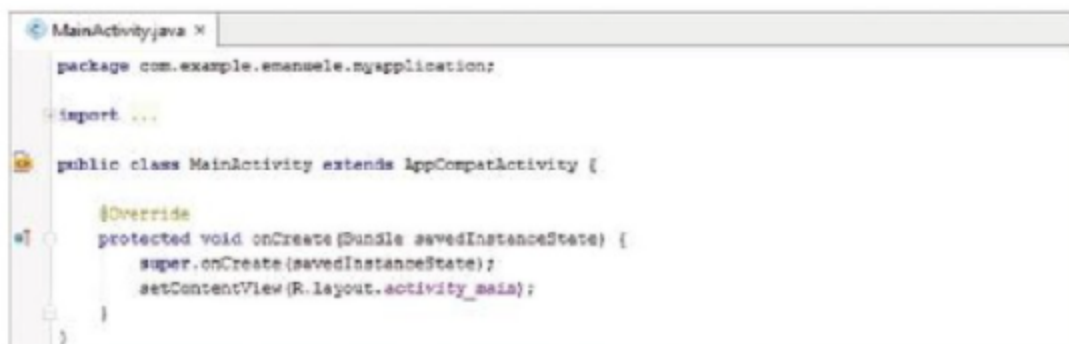 MainActivity.java ×
package com.example.emanuele.myapplication;
import ...
public class MainActivity extends AppCompatActivity {
@Override
protected void onCreate(Bundle savedInstanceState) {
super.onCreate(savedInstanceState);
setContentView(R.layout.activity_main);
}
}